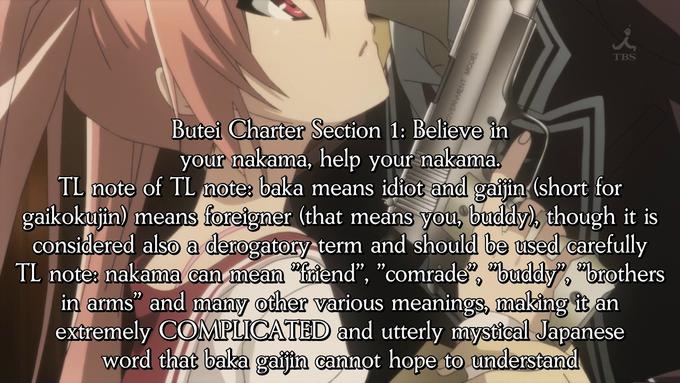 TBS
GOVERNMENT MODEL
Butei Charter Section 1: Believe in
your nakama, help your nakama.
TL note of TL note: baka means idiot and gaijin (short for
gaikokujin) means foreigner (that means you, buddy), though it is
considered also a derogatory term and should be used carefully
TL note: nakama can mean "friend", "comrade", "buddy", "brothers
in arms" and many other various meanings, making it an
extremely COMPLICATED and utterly mystical Japanese
word that baka gaijin cannot hope to understand